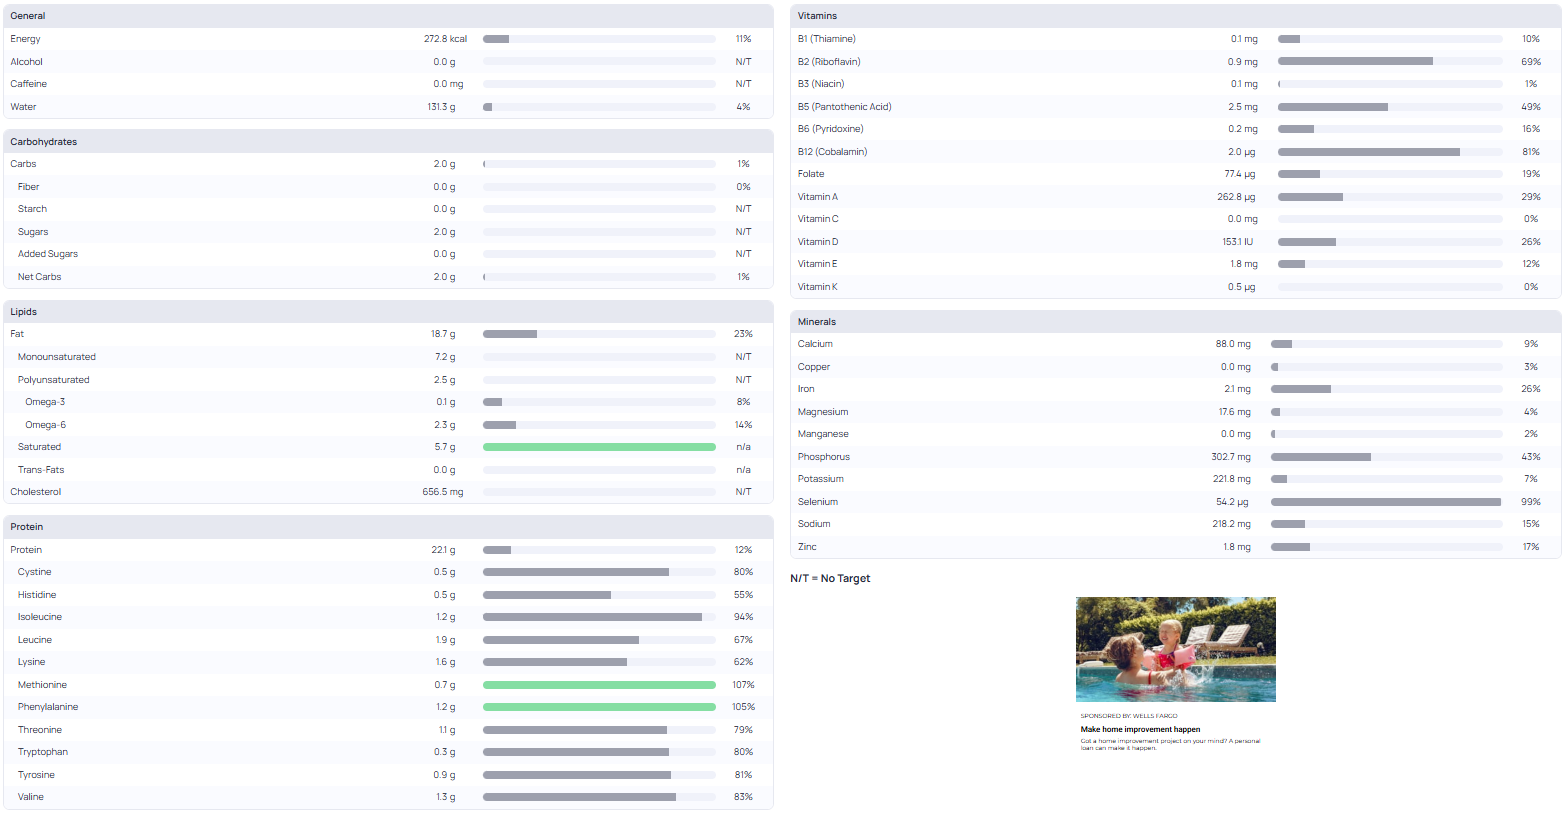 General
Energy 272.8 kcal 11%
Alcohol 0.0 g N/T
Caffeine 0.0 mg N/T
Water 131.3 g 4%
Carbohydrates
Carbs 2.0 g 1%
Fiber 0.0 g 0%
Starch 0.0 g N/T
Sugars 2.0 g N/T
Added Sugars 0.0 g N/T
Net Carbs 2.0 g 1%
Lipids
Fat 18.7 g 23%
Monounsaturated 7.2 g N/T
Polyunsaturated 2.5 g N/T
Omega-3 0.1 g 8%
Omega-6 2.3 g 14%
Saturated 5.7 g n/a
Trans-Fats 0.0 g n/a
Cholesterol 656.5 mg N/T
Protein
Protein 22.1 g 12%
Cystine 0.5 g 80%
Histidine 0.5 g 55%
Isoleucine 1.2 g 94%
Leucine 1.9 g 67%
Lysine 1.6 g 62%
Methionine 0.7 g 107%
Phenylalanine 1.2 g 105%
Threonine 1.1 g 79%
Tryptophan 0.3 g 80%
Tyrosine 0.9 g 81%
Valine 1.3 g 83%
Vitamins
B1 (Thiamine) 0.1 mg 10%
B2 (Riboflavin) 0.9 mg 69%
B3 (Niacin) 0.1 mg 1%
B5 (Pantothenic Acid) 2.5 mg 49%
B6 (Pyridoxine) 0.2 mg 16%
B12 (Cobalamin) 2.0 µg 81%
Folate 77.4 µg 19%
Vitamin A 262.8 µg 29%
Vitamin C 0.0 mg 0%
Vitamin D 153.1 IU 26%
Vitamin E 1.8 mg 12%
Vitamin K 0.5 µg 0%
Minerals
Calcium 88.0 mg 9%
Copper 0.0 mg 3%
Iron 2.1 mg 26%
Magnesium 17.6 mg 4%
Manganese 0.0 mg 2%
Phosphorus 302.7 mg 43%
Potassium 221.8 mg 7%
Selenium 54.2 µg 99%
Sodium 218.2 mg 15%
Zinc 1.8 mg 17%
N/T = No Target
SPONSORED BY: WELLS FARGO
Make home improvement happen
Got a home improvement project on your mind? A personal
loan can make it happen.